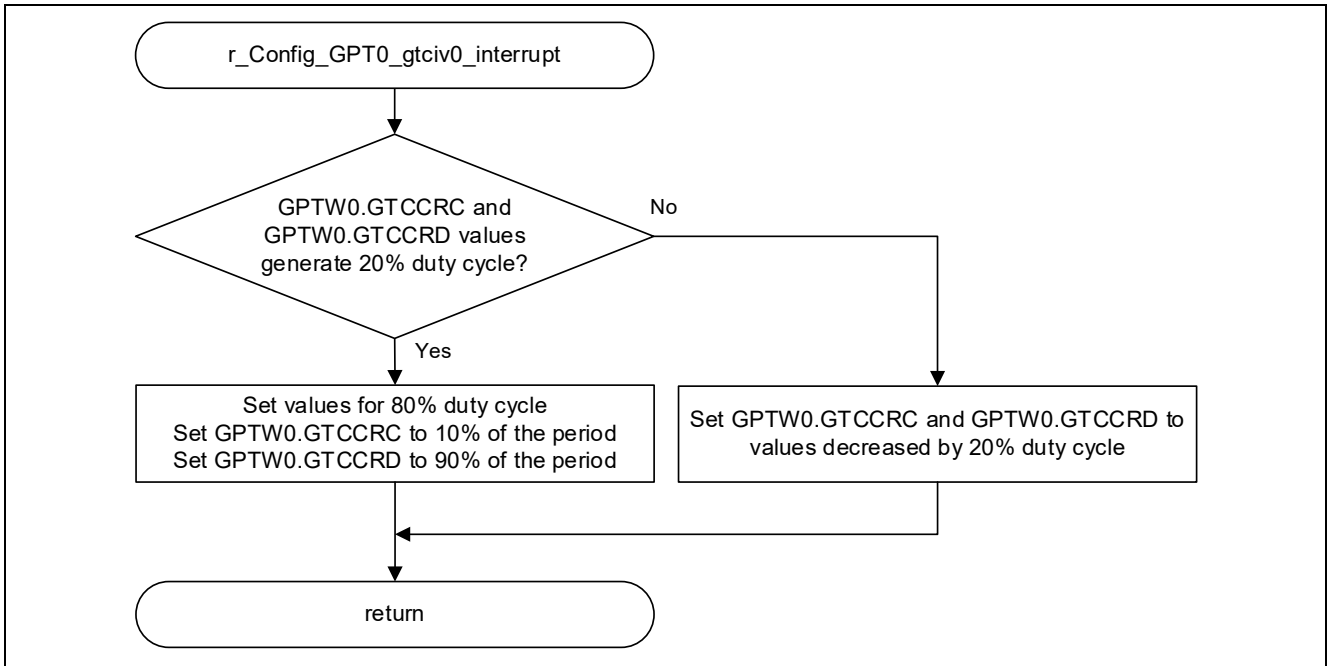 r_Config_GPT0_gtciv0_interrupt
GPTW0.GTCCRC and
GPTW0.GTCCRD values
generate 20% duty cycle?
No
Yes
Set values for 80% duty cycle
Set GPTW0.GTCCRC to 10% of the period
Set GPTW0.GTCCRD to 90% of the period
Set GPTW0.GTCCRC and GPTW0.GTCCRD to
values decreased by 20% duty cycle
return